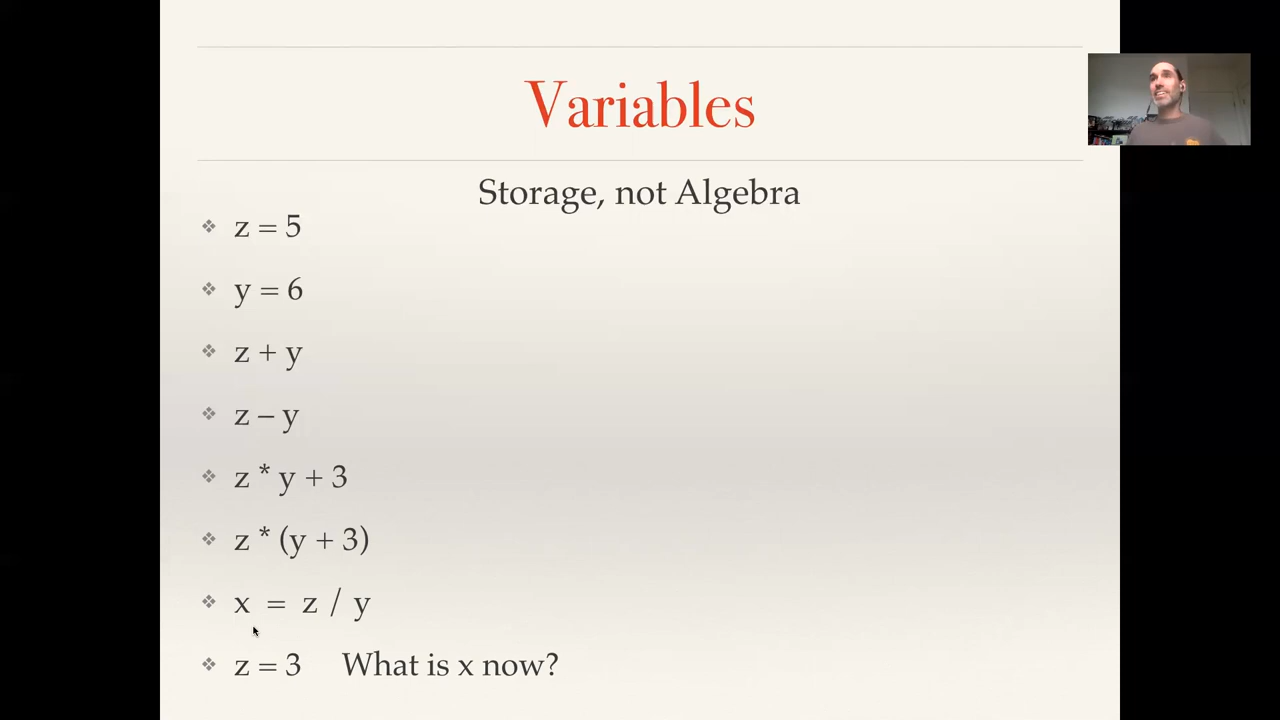 Variables
Storage, not Algebra
z = 5
y = 6
z + y
z – y
z * y + 3
z * (y + 3)
x = z / y
z = 3 What is x now?